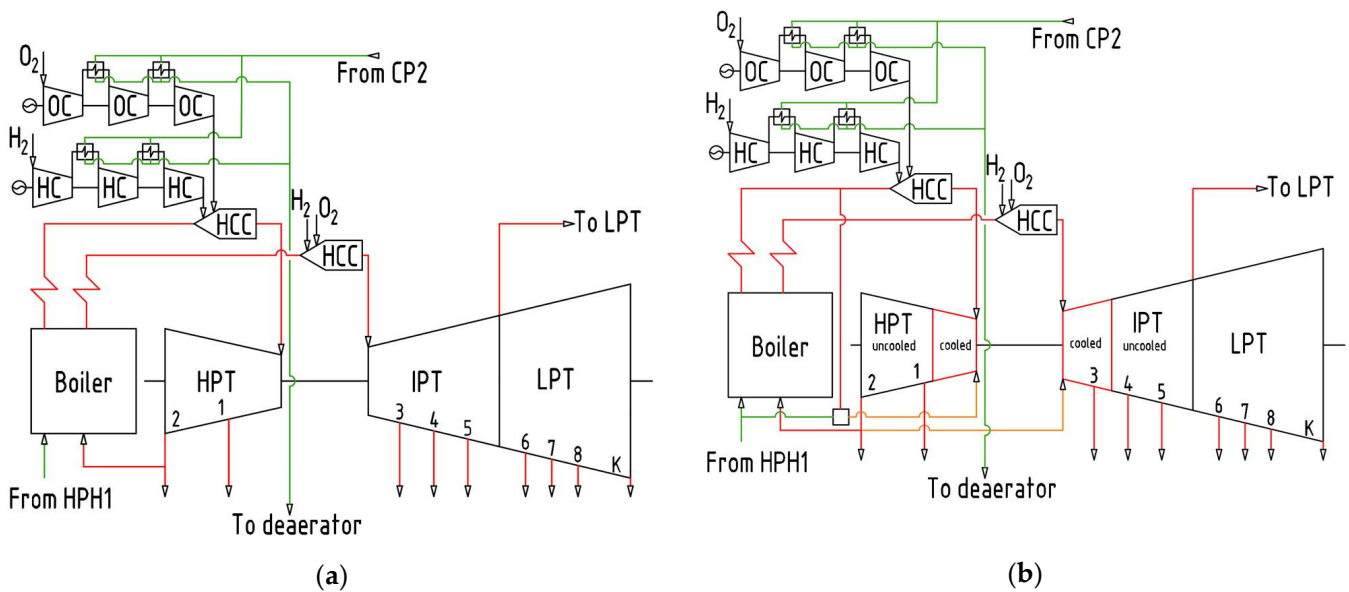 O₂
From CP2
OC
OC
OC
H₂
HC
HC
HC
H₂
O₂
HCC
HCC
To LPT
Boiler
HPT
IPT
LPT
2
1
3
4
5
6
7
8
K
From HPH1
To deaerator
(a)
O₂
From CP2
OC
OC
OC
H₂
HC
HC
HC
HCC
H₂
O₂
HCC
To LPT
Boiler
HPT
uncooled
cooled
cooled
IPT
uncooled
LPT
2
1
3
4
5
6
7
8
K
From HPH1
To deaerator
(b)